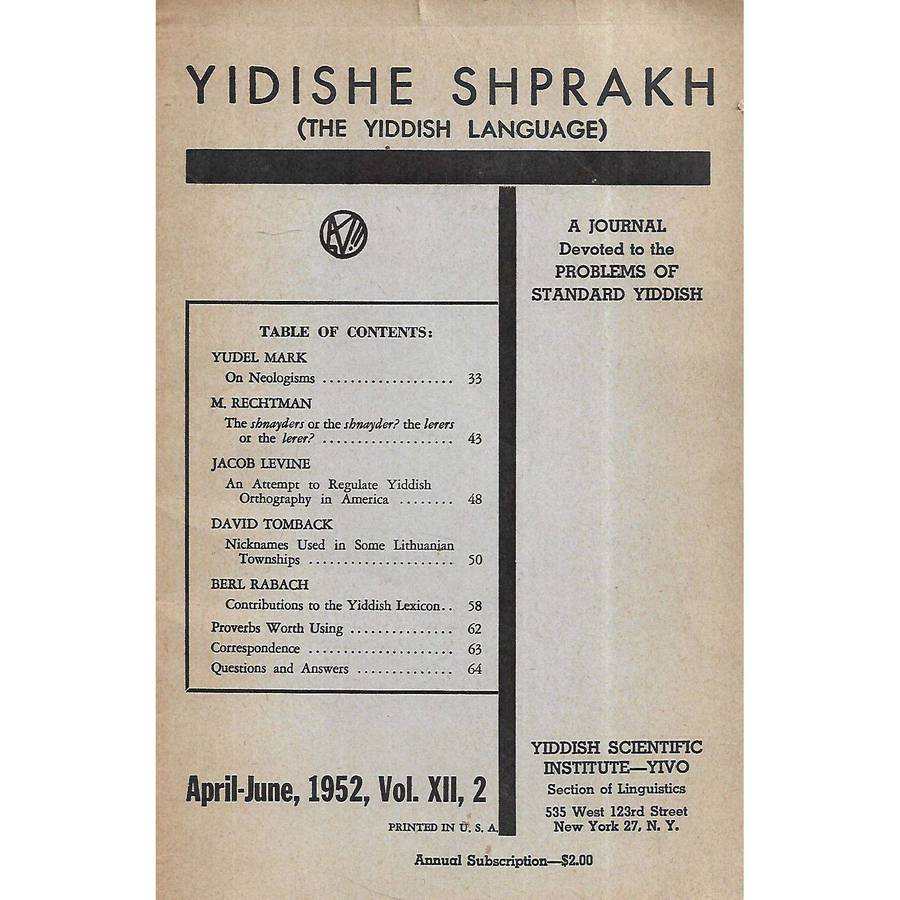 YIDISHE SHPRAKH
(THE YIDDISH LANGUAGE)
A JOURNAL
Devoted to the
PROBLEMS OF
STANDARD YIDDISH
TABLE OF CONTENTS:
YUDEL MARK
On Neologisms ................... 33
M. RECHTMAN
The shnayders or the shnayder? the lerers
or the lerer? ................... 43
JACOB LEVINE
An Attempt to Regulate Yiddish
Orthography in America ........ 48
DAVID TOMBACK
Nicknames Used in Some Lithuanian
Townships ..................... 50
BERL RABACH
Contributions to the Yiddish Lexicon.. 58
Proverbs Worth Using ............... 62
Correspondence ..................... 63
Questions and Answers .............. 64
April-June, 1952, Vol. XII, 2
PRINTED IN U. S. A.
YIDDISH SCIENTIFIC
INSTITUTE—YIVO
Section of Linguistics
535 West 123rd Street
New York 27, N. Y.
Annual Subscription—$2.00